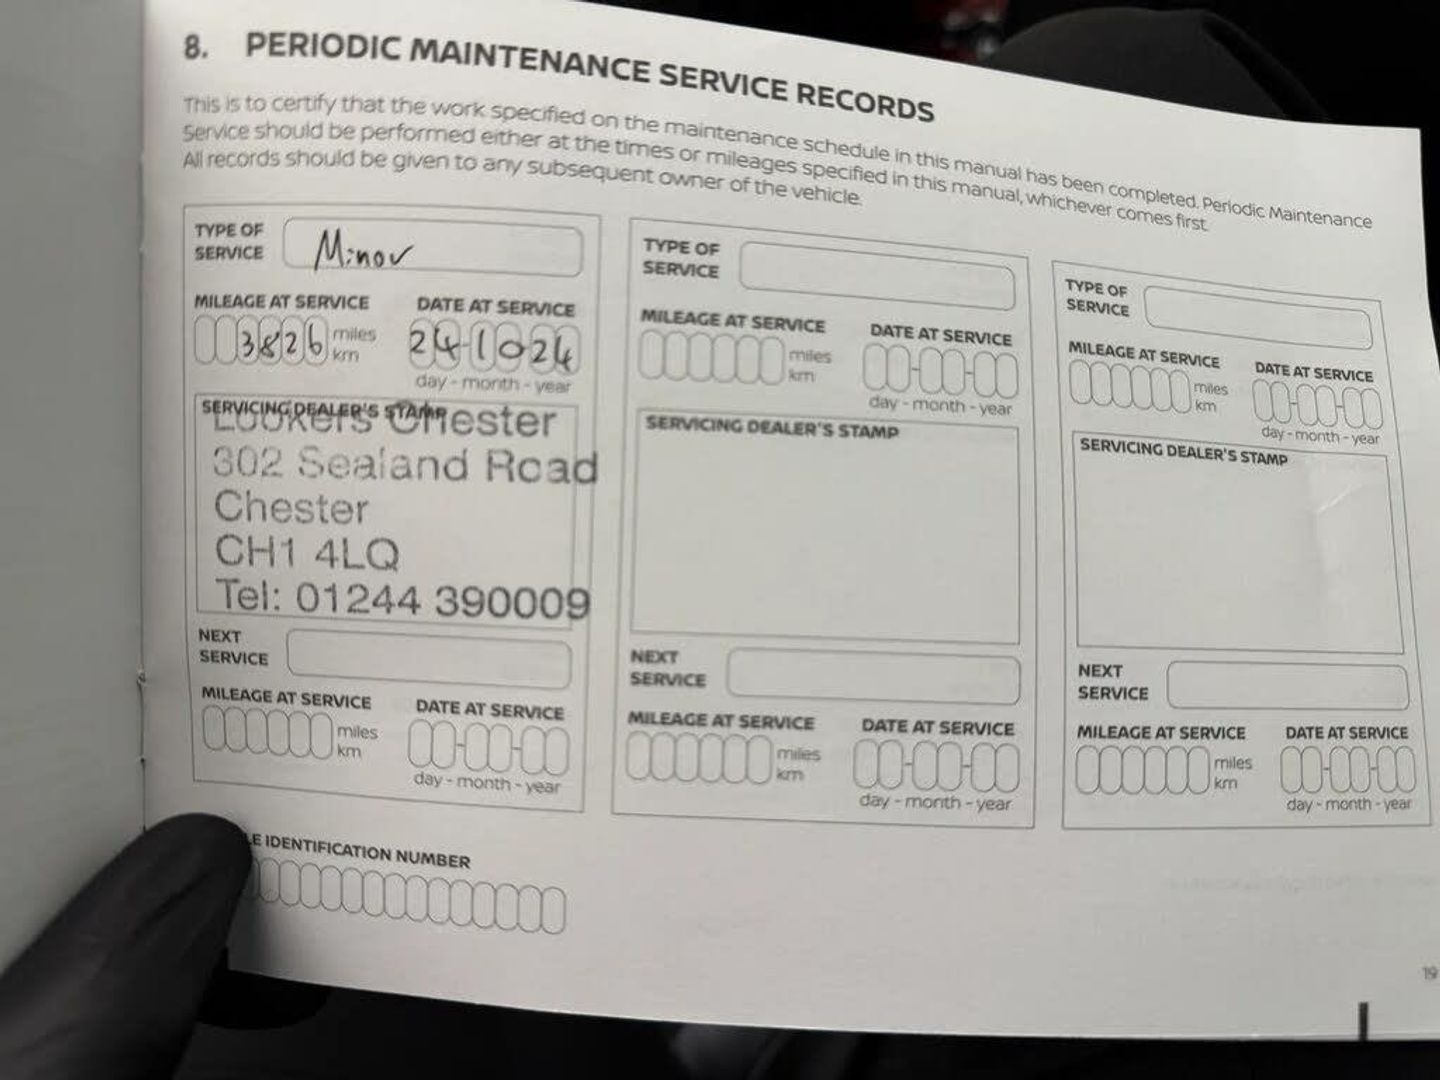 8. PERIODIC MAINTENANCE SERVICE RECORDS
This is to certify that the work specified on the maintenance schedule in this manual has been completed. Periodic Maintenance
Service should be performed either at the times or mileages specified in this manual, whichever comes first.
All records should be given to any subsequent owner of the vehicle.
TYPE OF
SERVICE
Minor
MILEAGE AT SERVICE
DATE AT SERVICE
3826
miles
km
24-10-24
day - month - year
SERVICING DEALER'S STAMP
Lookers Chester
302 Sealand Road
Chester
CH1 4LQ
Tel: 01244 390009
NEXT
SERVICE
MILEAGE AT SERVICE
DATE AT SERVICE
miles
km
day - month - year
TYPE OF
SERVICE
MILEAGE AT SERVICE
DATE AT SERVICE
miles
km
day - month - year
SERVICING DEALER'S STAMP
NEXT
SERVICE
MILEAGE AT SERVICE
DATE AT SERVICE
miles
km
day - month - year
TYPE OF
SERVICE
MILEAGE AT SERVICE
DATE AT SERVICE
miles
km
day - month - year
SERVICING DEALER'S STAMP
NEXT
SERVICE
MILEAGE AT SERVICE
DATE AT SERVICE
miles
km
day - month - year
IDENTIFICATION NUMBER
19